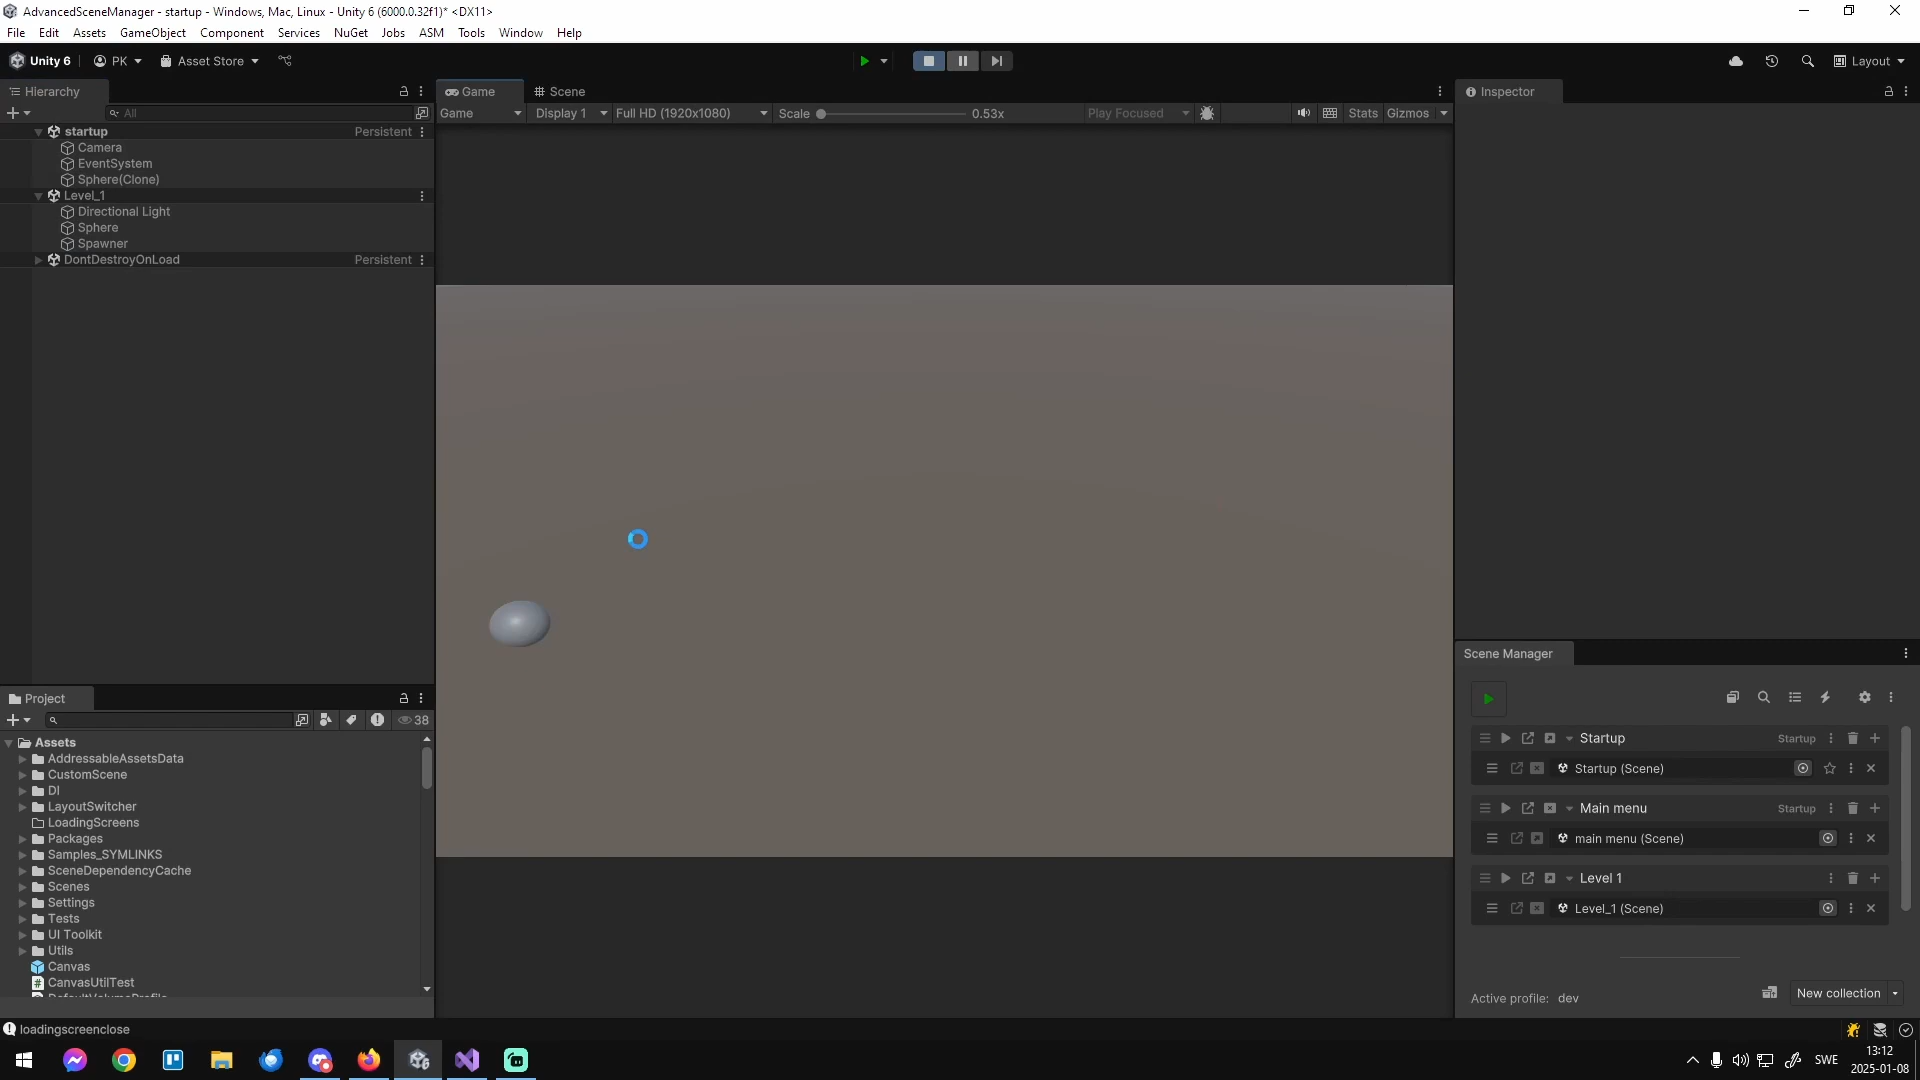 AdvancedSceneManager - startup - Windows, Mac, Linux - Unity 6 (6000.0.32f1)* <DX11>
File Edit Assets GameObject Component Services NuGet Jobs ASM Tools Window Help
Unity 6 PK Asset Store Layout
Hierarchy
All
startup Persistent
Camera
EventSystem
Sphere(Clone)
Level_1
Directional Light
Sphere
Spawner
DontDestroyOnLoad Persistent
Game Scene
Game Display 1 Full HD (1920x1080) Scale 0.53x Play Focused Stats Gizmos
Inspector
Project
38
Assets
AddressableAssetsData
CustomScene
DI
LayoutSwitcher
LoadingScreens
Packages
Samples_SYMLINKS
SceneDependencyCache
Scenes
Settings
Tests
UI Toolkit
Utils
Canvas
CanvasUtilTest
DefaultVolumeProfile
Scene Manager
Startup Startup
Startup (Scene)
Main menu Startup
main menu (Scene)
Level 1
Level_1 (Scene)
Active profile: dev
New collection
loadingscreenclose
SWE
13:12
2025-01-08